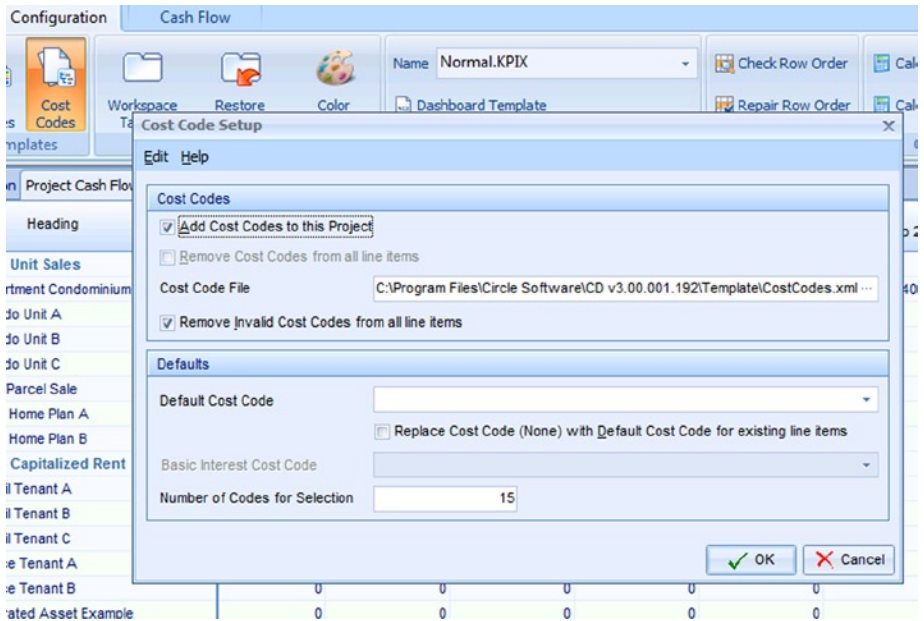 Configuration
Cash Flow
Cost
Codes
Workspace
Restore
Color
Name
Normal.KPIX
Dashboard Template
Check Row Order
Repair Row Order
Cost Code Setup
Edit Help
Cost Codes
Add Cost Codes to this Project
Remove Cost Codes from all line items
Cost Code File
C:\Program Files\Circle Software\CD v3.00.001.192\Template\CostCodes.xml ...
Remove Invalid Cost Codes from all line items
Defaults
Default Cost Code
Replace Cost Code (None) with Default Cost Code for existing line items
Basic Interest Cost Code
Number of Codes for Selection
15
OK
Cancel
Project Cash Flow
Heading
Unit Sales
rtment Condominium
do Unit A
do Unit B
do Unit C
Parcel Sale
Home Plan A
Home Plan B
Capitalized Rent
il Tenant A
il Tenant B
il Tenant C
ce Tenant A
ce Tenant B 0 0 0 0 0
rated Asset Example 0 0 0 0 0